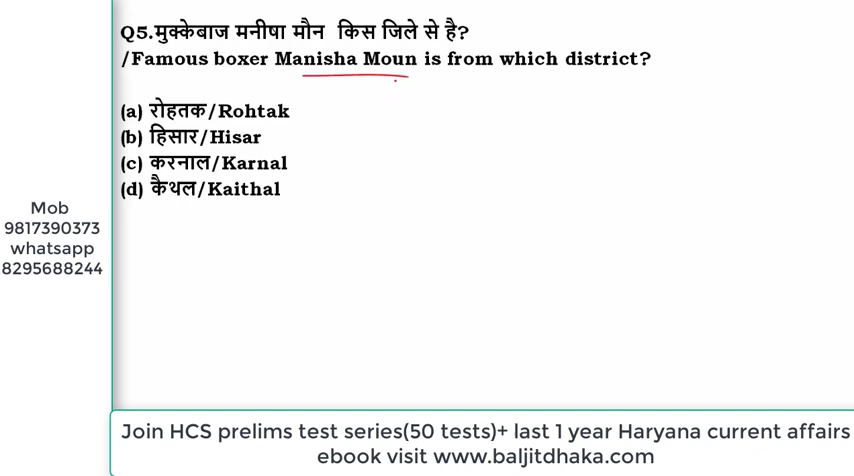 Q5.मुक्केबाज मनीषा मौन किस जिले से है?
/Famous boxer Manisha Moun is from which district?
(a) रोहतक/Rohtak
(b) हिसार/Hisar
(c) करनाल/Karnal
(d) कैथल/Kaithal
Mob
9817390373
whatsapp
8295688244
Join HCS prelims test series(50 tests)+ last 1 year Haryana current affairs
ebook visit www.baljitdhaka.com